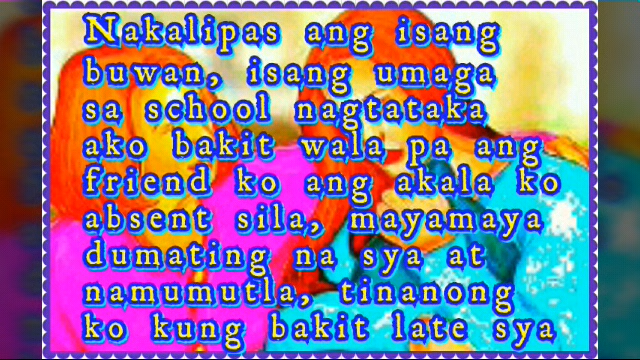 Nakalipas ang isang
buwan, isang umaga
sa school nagtataka
ako bakit wala pa ang
friend ko ang akala ko
absent sila, mayamaya
dumating na sya at
namumutla, tinanong
ko kung bakit late sya